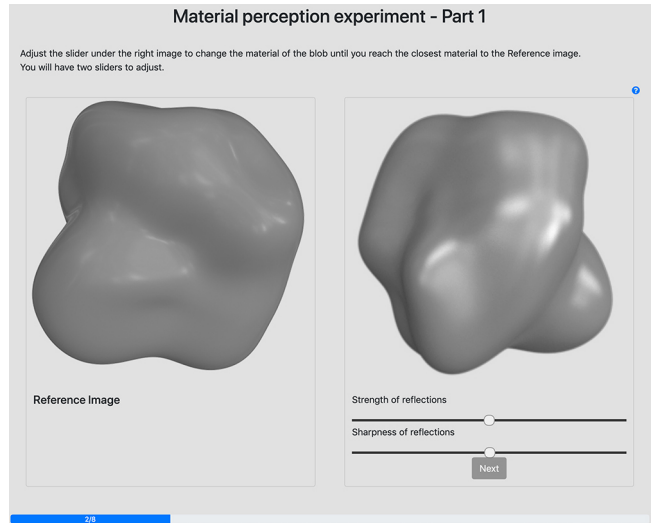 Material perception experiment - Part 1
Adjust the slider under the right image to change the material of the blob until you reach the closest material to the Reference image.
You will have two sliders to adjust.
?
Reference Image
Strength of reflections
Sharpness of reflections
Next
2/8